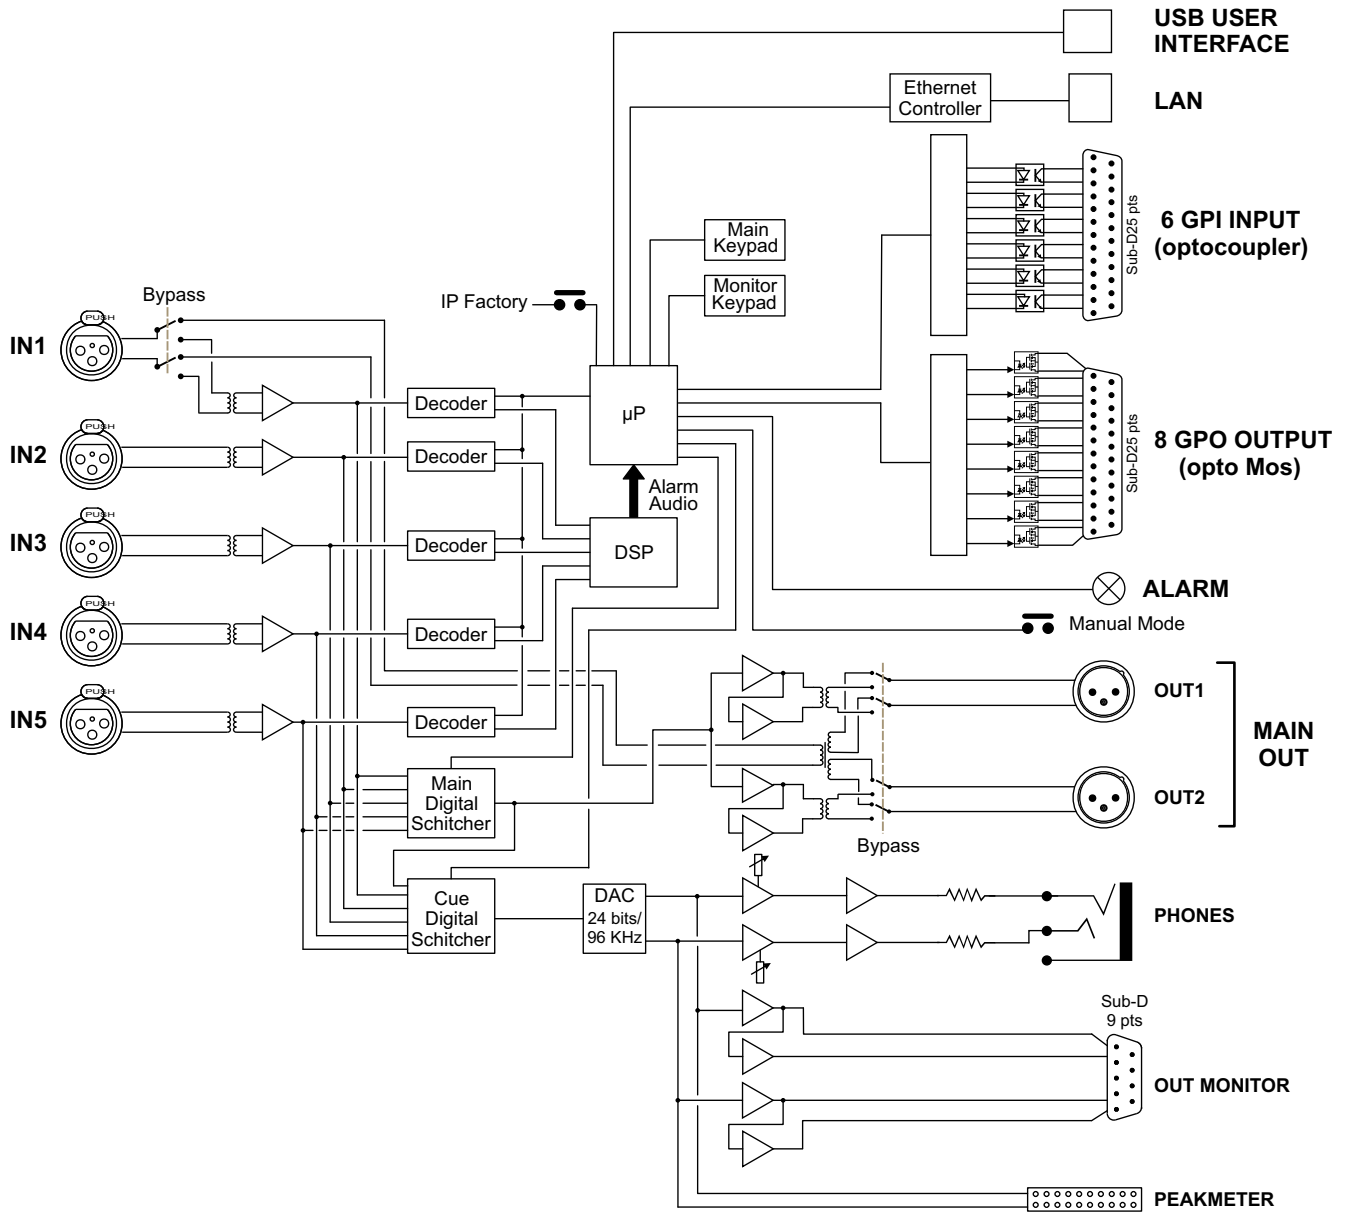 USB USER
INTERFACE
Ethernet
Controller
LAN
Sub-D25 pts
6 GPI INPUT
(optocoupler)
Main
Keypad
Monitor
Keypad
IP Factory
Bypass
PUSH
IN1
Decoder
µP
Sub-D25 pts
8 GPO OUTPUT
(opto Mos)
PUSH
IN2
Decoder
Alarm
Audio
PUSH
IN3
Decoder
DSP
ALARM
Manual Mode
PUSH
IN4
Decoder
PUSH
IN5
Decoder
OUT1
MAIN
OUT
OUT2
Bypass
Main
Digital
Schitcher
Cue
Digital
Schitcher
DAC
24 bits/
96 KHz
PHONES
Sub-D
9 pts
OUT MONITOR
PEAKMETER